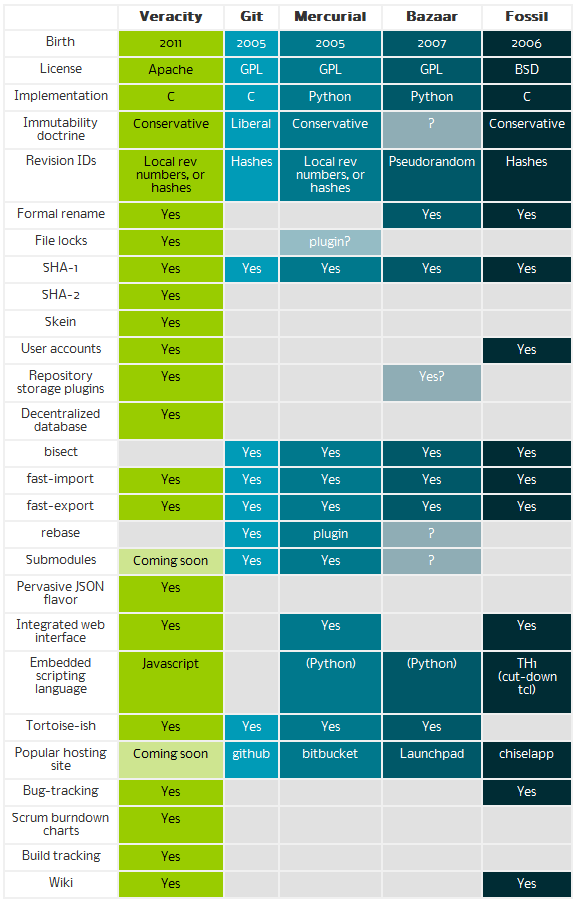 Veracity Git Mercurial Bazaar Fossil
Birth 2011 2005 2005 2007 2006
License Apache GPL GPL GPL BSD
Implementation C C Python Python C
Immutability doctrine Conservative Liberal Conservative ? Conservative
Revision IDs Local rev numbers, or hashes Hashes Local rev numbers, or hashes Pseudorandom Hashes
Formal rename Yes Yes Yes
File locks Yes plugin?
SHA-1 Yes Yes Yes Yes Yes
SHA-2 Yes
Skein Yes
User accounts Yes Yes
Repository storage plugins Yes Yes?
Decentralized database Yes
bisect Yes Yes Yes Yes
fast-import Yes Yes Yes Yes Yes
fast-export Yes Yes Yes Yes Yes
rebase Yes plugin ?
Submodules Coming soon Yes Yes ?
Pervasive JSON flavor Yes
Integrated web interface Yes Yes Yes
Embedded scripting language Javascript (Python) (Python) TH1 (cut-down tcl)
Tortoise-ish Yes Yes Yes Yes
Popular hosting site Coming soon github bitbucket Launchpad chiselapp
Bug-tracking Yes Yes
Scrum burndown charts Yes
Build tracking Yes
Wiki Yes Yes